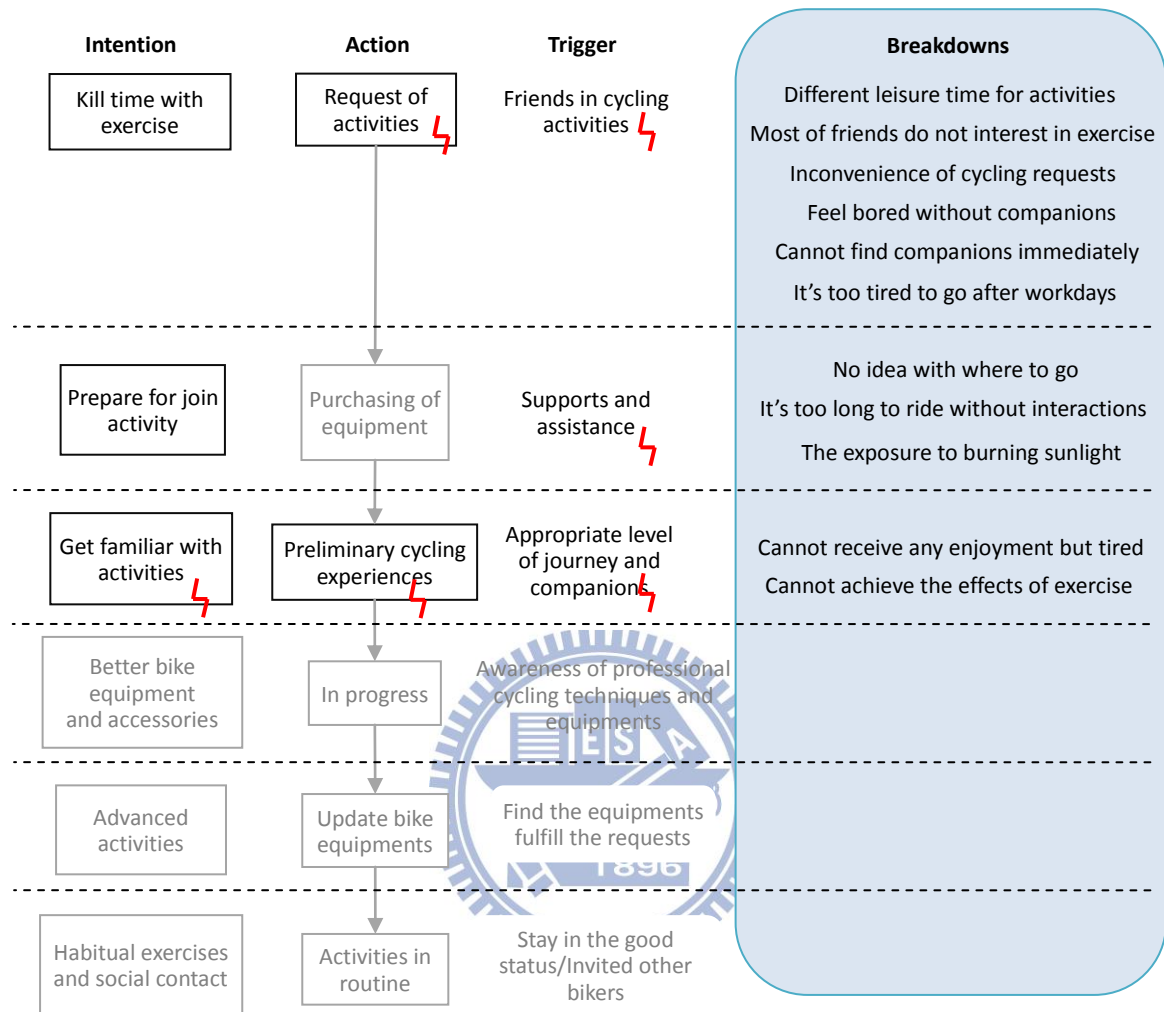 Intention
Action
Trigger
Breakdowns
Kill time with
exercise
Request of
activities
Friends in cycling
activities
Different leisure time for activities
Most of friends do not interest in exercise
Inconvenience of cycling requests
Feel bored without companions
Cannot find companions immediately
It's too tired to go after workdays
Prepare for join
activity
Purchasing of
equipment
Supports and
assistance
No idea with where to go
It's too long to ride without interactions
The exposure to burning sunlight
Get familiar with
activities
Preliminary cycling
experiences
Appropriate level
of journey and
companions
Cannot receive any enjoyment but tired
Cannot achieve the effects of exercise
Better bike
equipment
and accessories
In progress
Awareness of professional
cycling techniques and
equipments
ESA
Advanced
activities
Update bike
equipments
Find the equipments
fulfill the requests
1896
Habitual exercises
and social contact
Activities in
routine
Stay in the good
status/Invited other
bikers